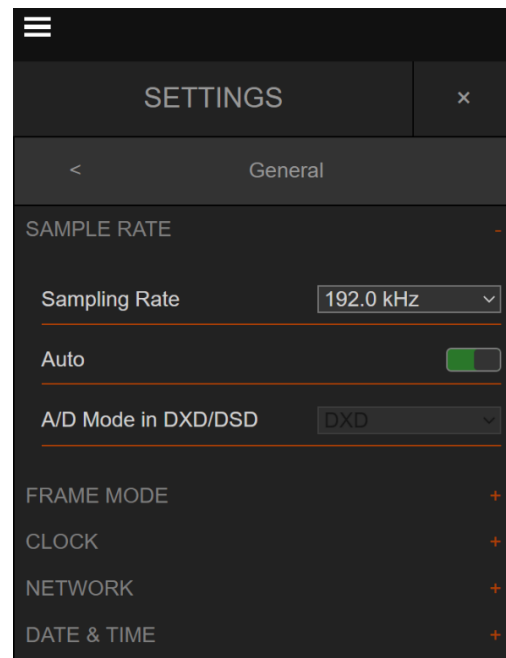 SETTINGS ×
< General
SAMPLE RATE -
Sampling Rate 192.0 kHz
Auto
A/D Mode in DXD/DSD DXD
FRAME MODE +
CLOCK +
NETWORK +
DATE & TIME +